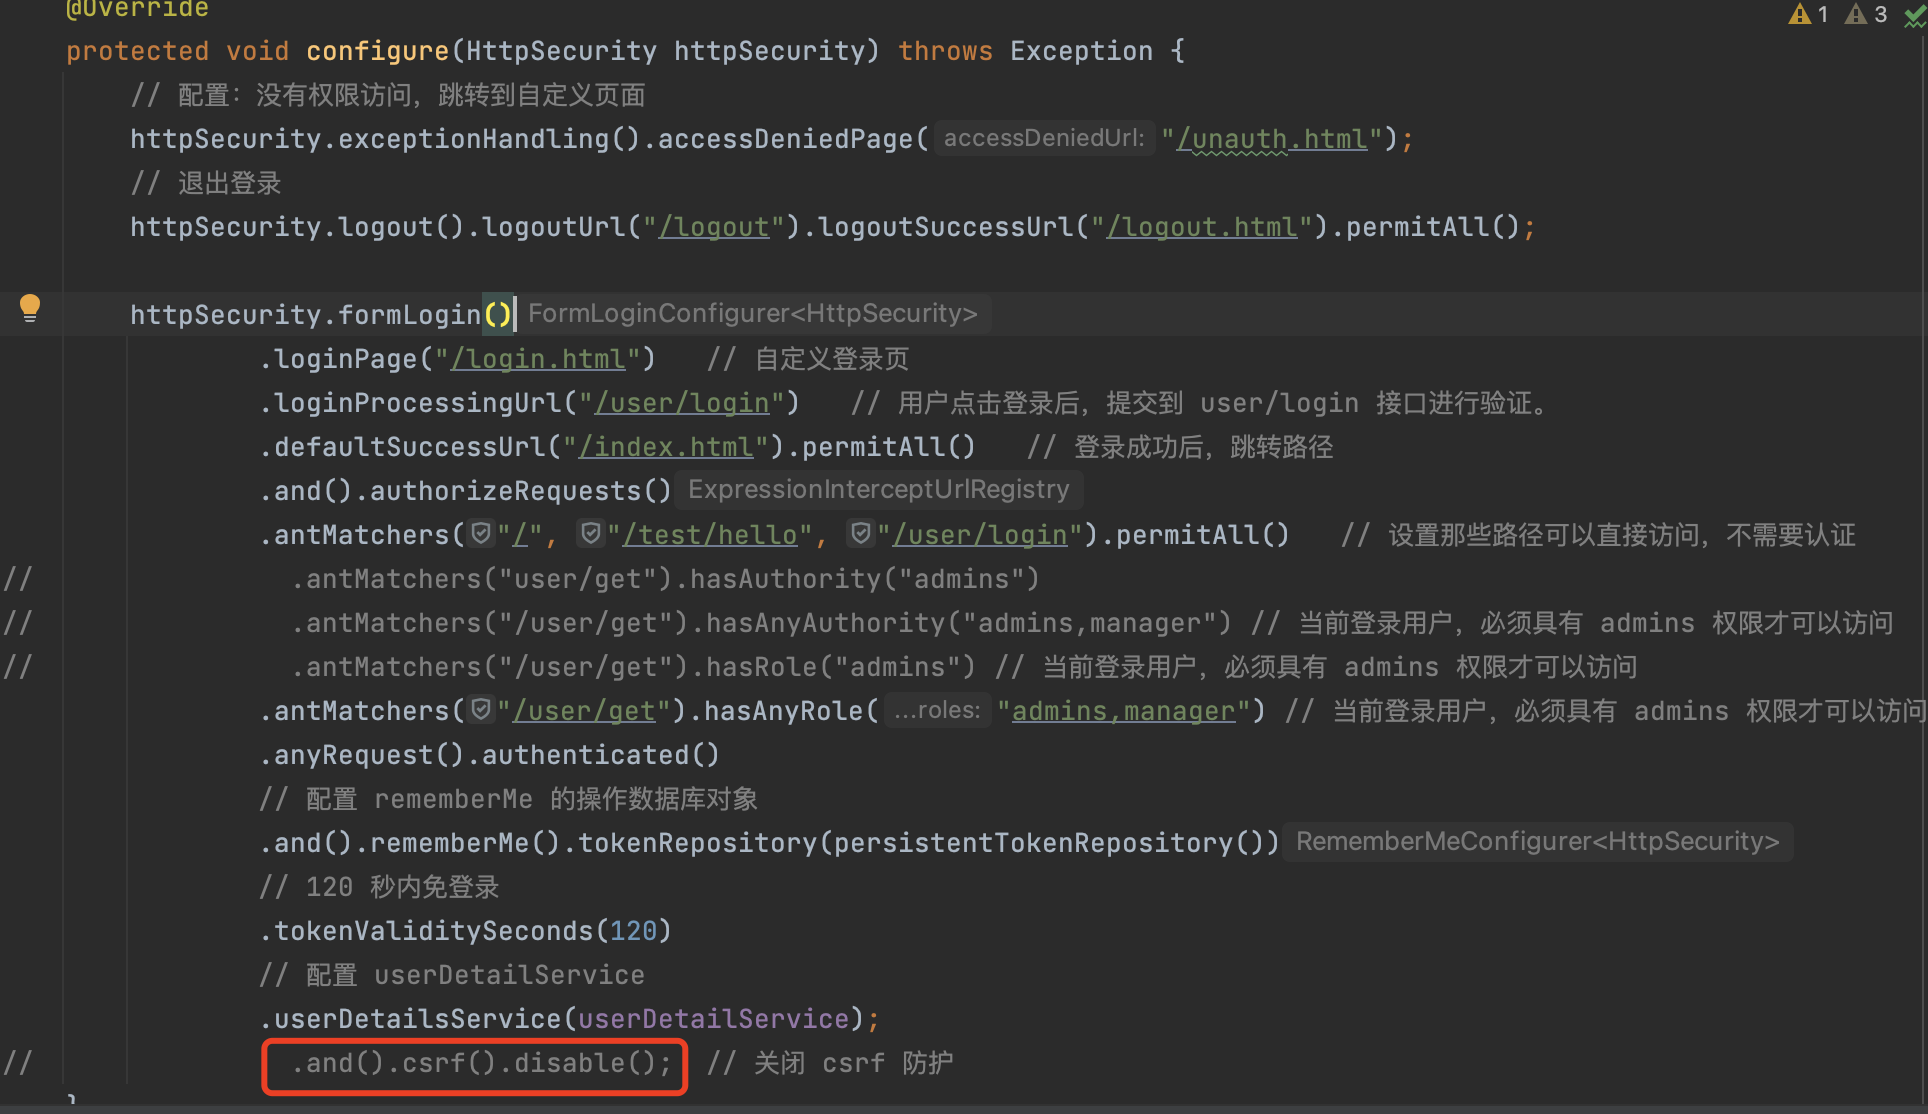 @Override
protected void configure(HttpSecurity httpSecurity) throws Exception {
// 配置：没有权限访问，跳转到自定义页面
httpSecurity.exceptionHandling().accessDeniedPage( accessDeniedUrl: "/unauth.html");
// 退出登录
httpSecurity.logout().logoutUrl("/logout").logoutSuccessUrl("/logout.html").permitAll();
httpSecurity.formLogin() FormLoginConfigurer<HttpSecurity>
.loginPage("/login.html")   // 自定义登录页
.loginProcessingUrl("/user/login")   // 用户点击登录后，提交到 user/login 接口进行验证。
.defaultSuccessUrl("/index.html").permitAll()   // 登录成功后，跳转路径
.and().authorizeRequests() ExpressionInterceptUrlRegistry
.antMatchers("/", "/test/hello", "/user/login").permitAll()   // 设置那些路径可以直接访问，不需要认证
// .antMatchers("user/get").hasAuthority("admins")
// .antMatchers("/user/get").hasAnyAuthority("admins,manager") // 当前登录用户，必须具有 admins 权限才可以访问
// .antMatchers("/user/get").hasRole("admins") // 当前登录用户，必须具有 admins 权限才可以访问
.antMatchers("/user/get").hasAnyRole( ...roles: "admins,manager") // 当前登录用户，必须具有 admins 权限才可以访问
.anyRequest().authenticated()
// 配置 rememberMe 的操作数据库对象
.and().rememberMe().tokenRepository(persistentTokenRepository()) RememberMeConfigurer<HttpSecurity>
// 120 秒内免登录
.tokenValiditySeconds(120)
// 配置 userDetailService
.userDetailsService(userDetailService);
// .and().csrf().disable();  // 关闭 csrf 防护
}
1
3